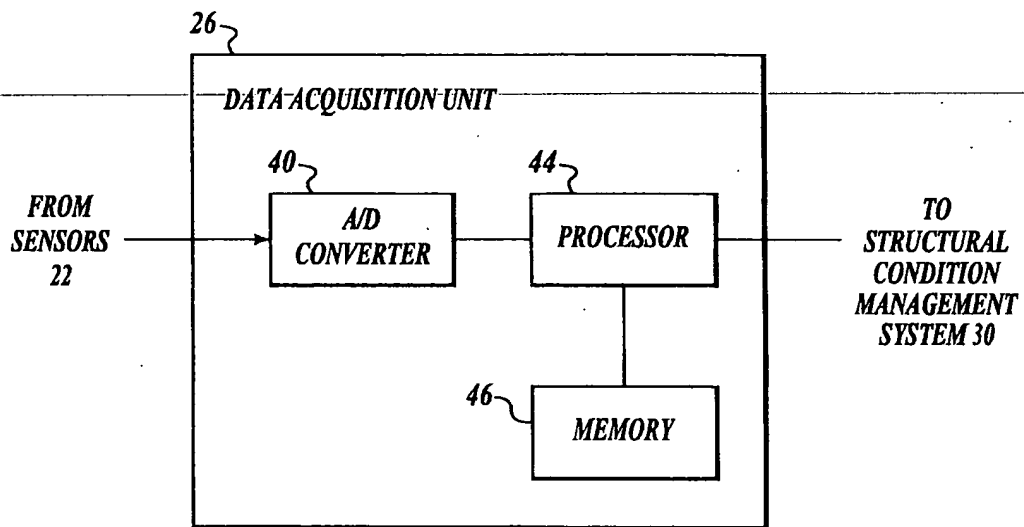 26
DATA ACQUISITION UNIT
40
44
FROM
SENSORS
22
A/D
CONVERTER
PROCESSOR
TO
STRUCTURAL
CONDITION
MANAGEMENT
SYSTEM 30
46
MEMORY